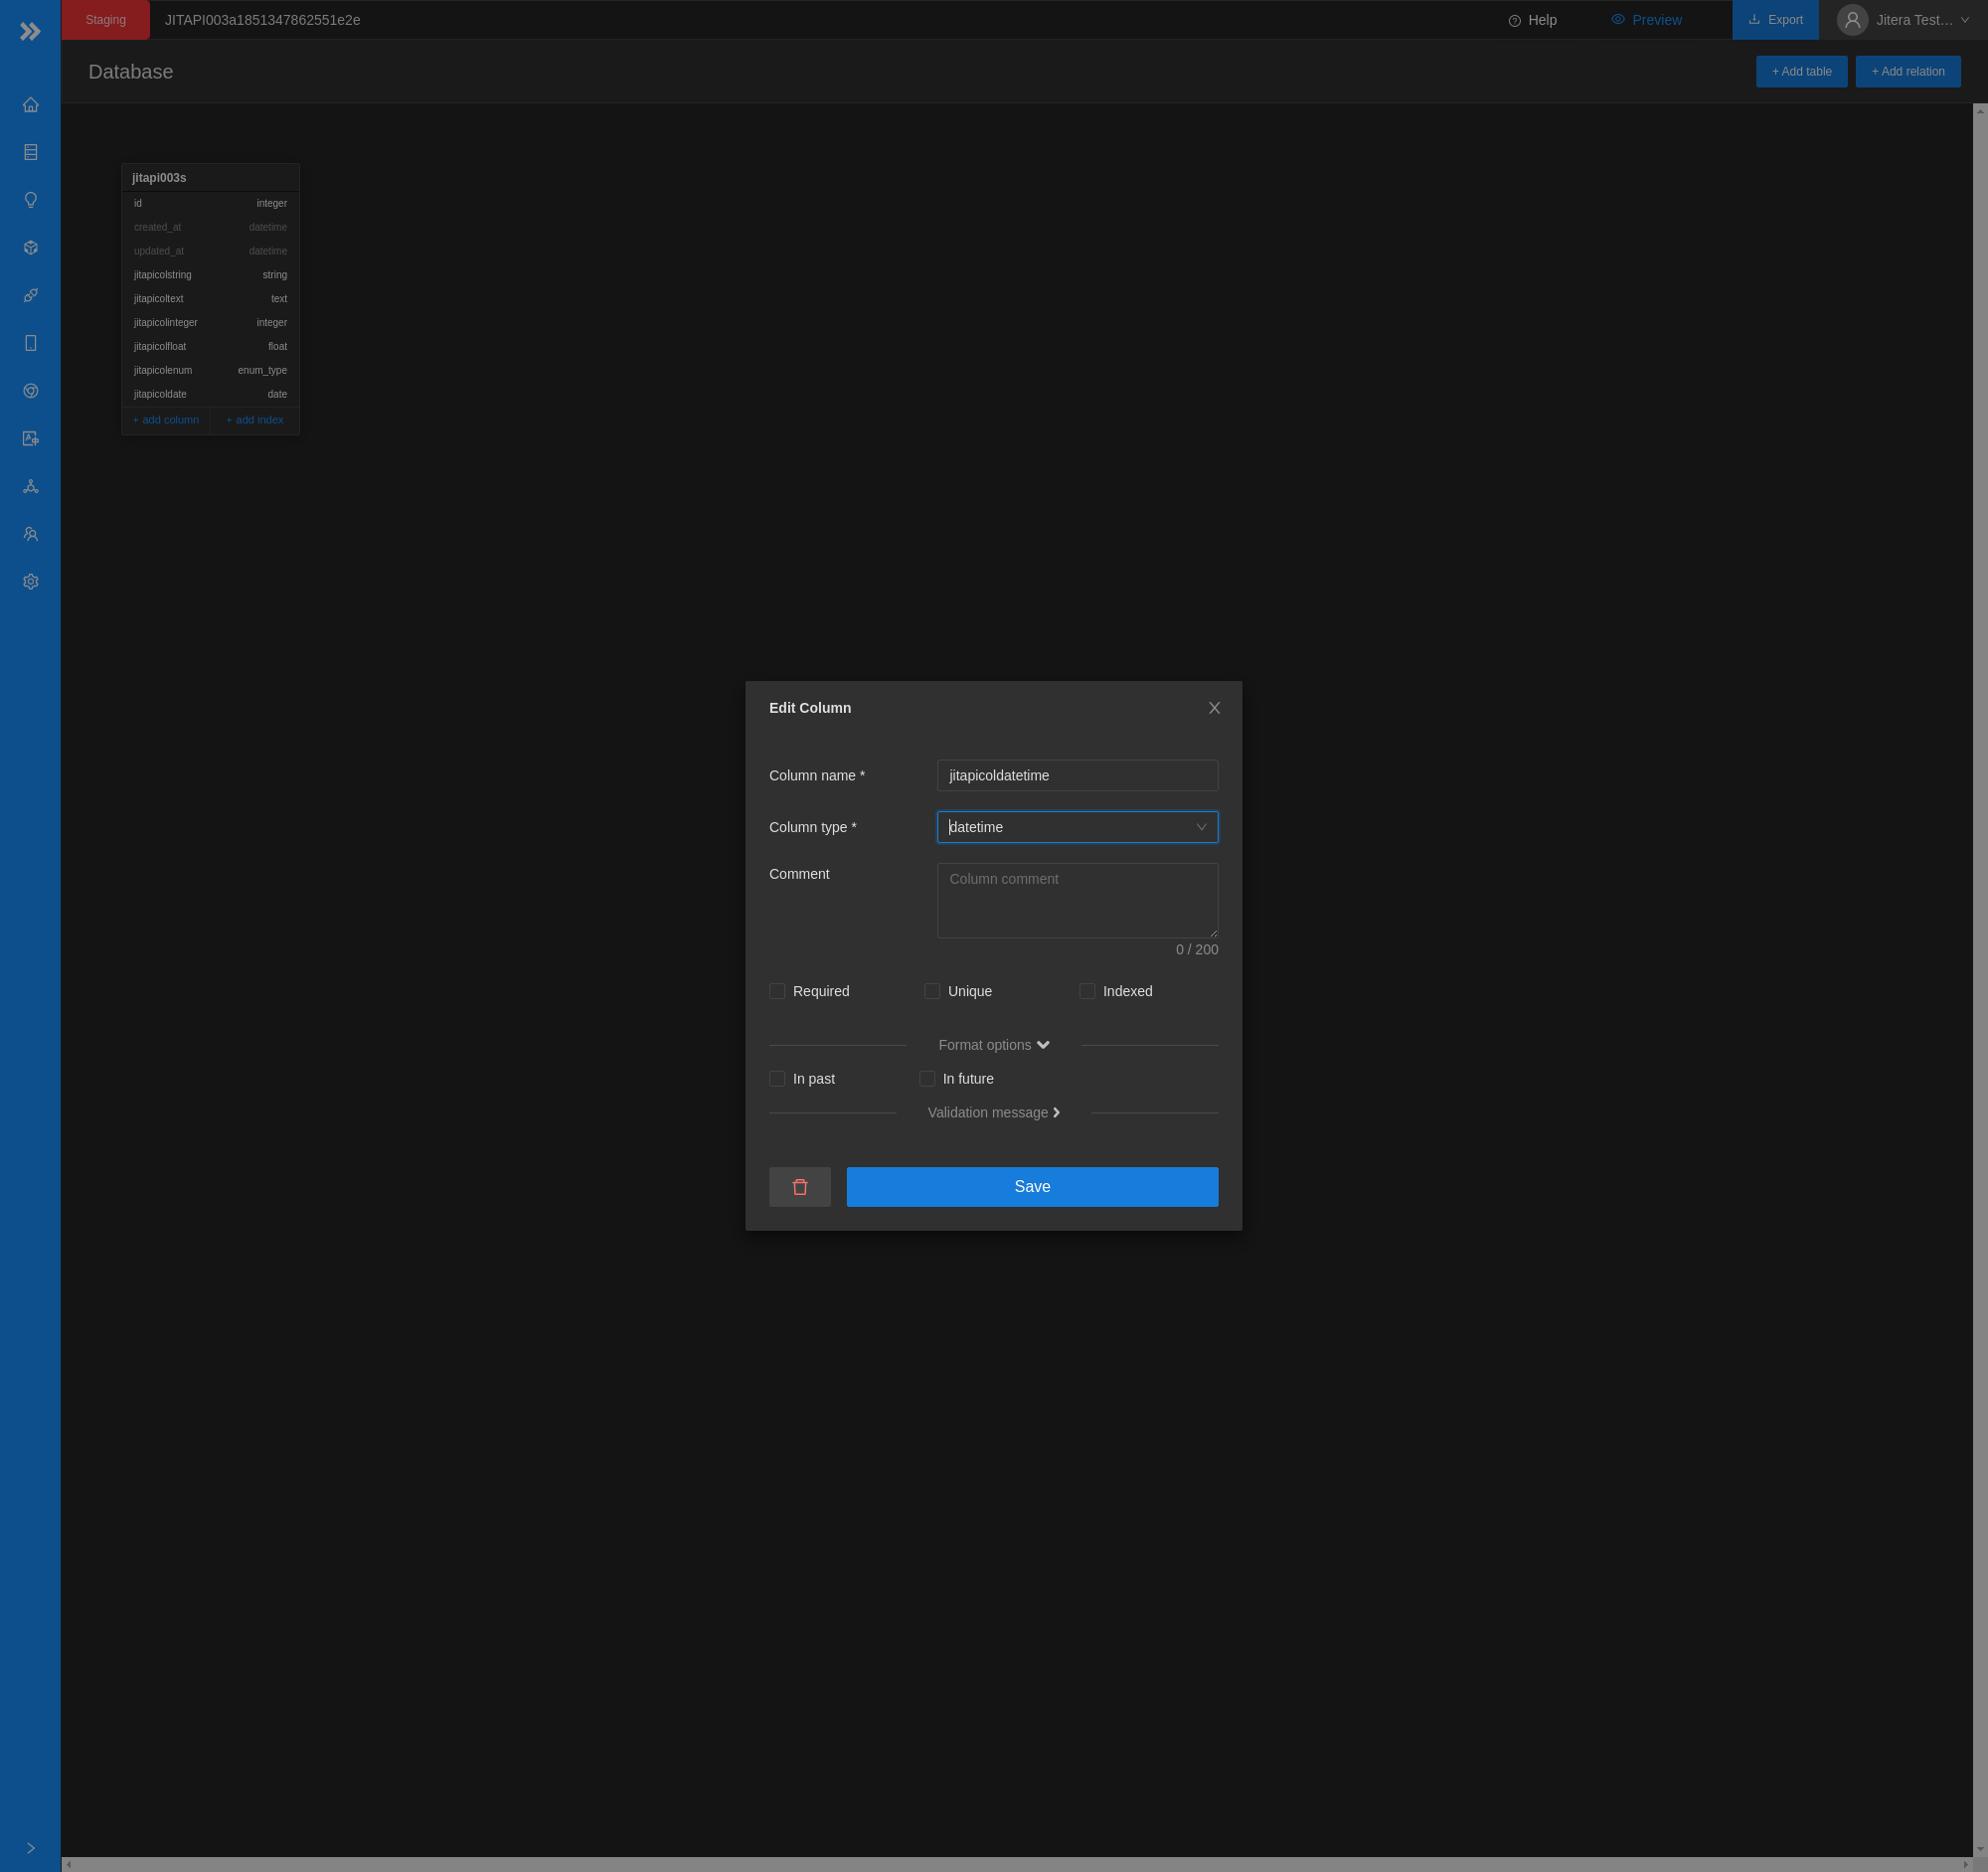 Staging JITAPI003a1851347862551e2e Help Preview Export Jitera Test...
Database + Add table + Add relation
jitapi003s
id integer
created_at datetime
updated_at datetime
jitapicolstring string
jitapicoltext text
jitapicolinteger integer
jitapicolfloat float
jitapicolenum enum_type
jitapicoldate date
+ add column + add index
Edit Column
Column name * jitapicoldatetime
Column type * datetime
Comment Column comment
0 / 200
Required Unique Indexed
Format options
In past In future
Validation message
Save